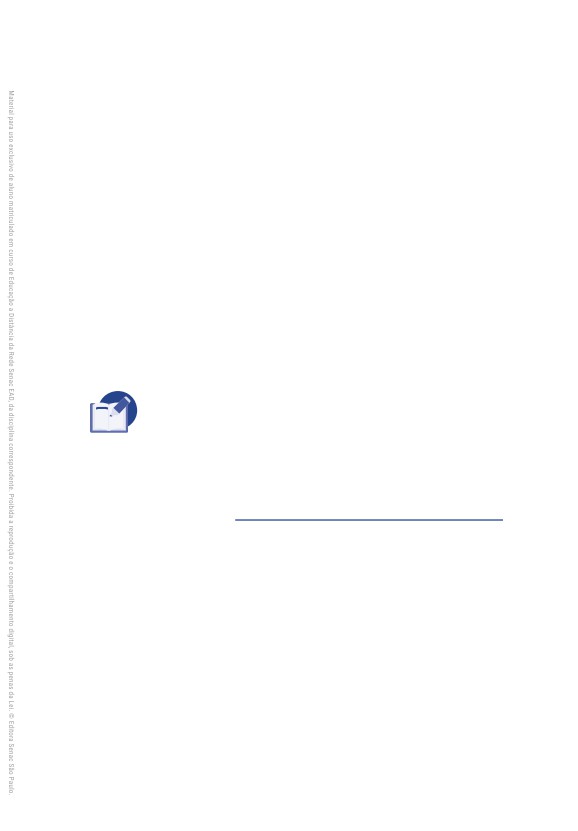 Material para uso exclusivo de aluno matriculado em curso de Educação a Distância da Rede Senac EAD, da disciplina correspondente. Proibida a reprodução e o compartilhamento digital, sob as penas da Lei. © Editora Senac São Paulo.